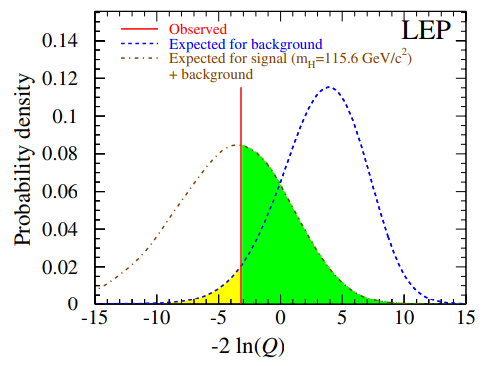 LEP
Observed
Expected for background
Expected for signal (mH=115.6 GeV/c²)
+ background
Probability density
0.14
0.12
0.1
0.08
0.06
0.04
0.02
0
-15 -10 -5 0 5 10 15
-2 ln(Q)